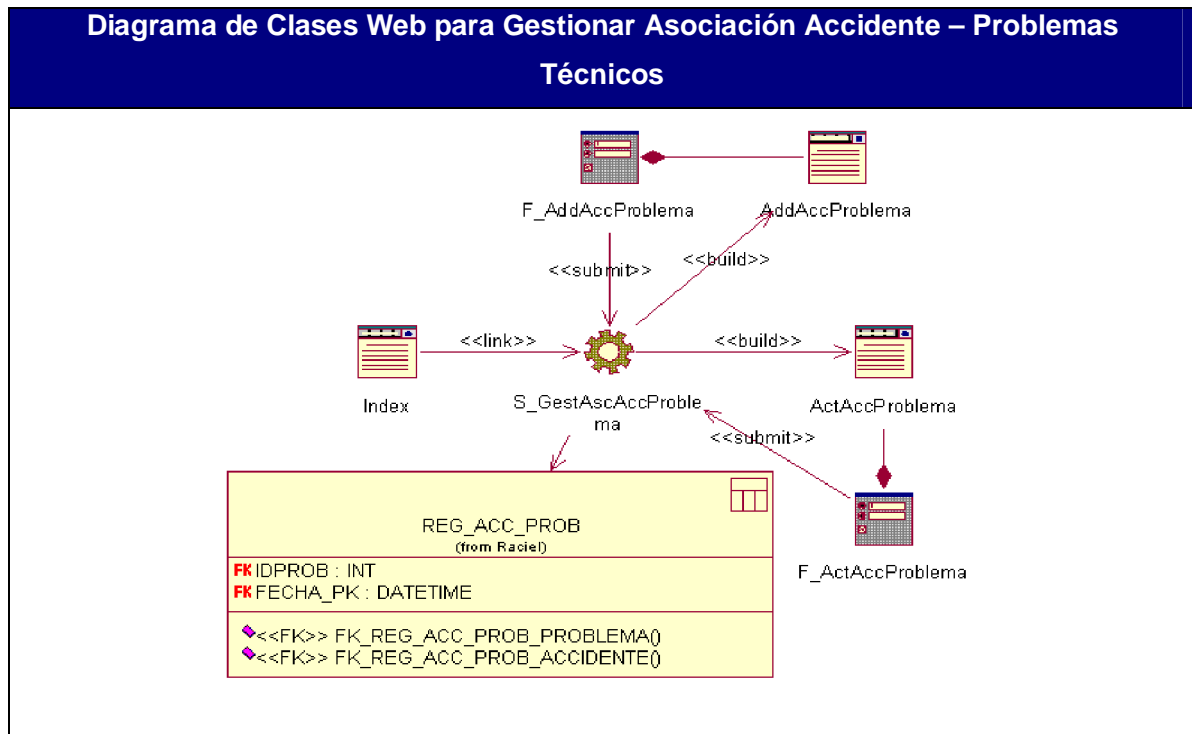 Diagrama de Clases Web para Gestionar Asociación Accidente – Problemas
Técnicos
F_AddAccProblema
AddAccProblema
<<submit>>
<<build>>
<<link>>
<<build>>
Index
S_GestAscAccProble
ma
ActAccProblema
<<submit>>
REG_ACC_PROB
(from Raciel)
FK IDPROB : INT
FK FECHA_PK : DATETIME
F_ActAccProblema
<<FK>> FK_REG_ACC_PROB_PROBLEMA()
<<FK>> FK_REG_ACC_PROB_ACCIDENTE()